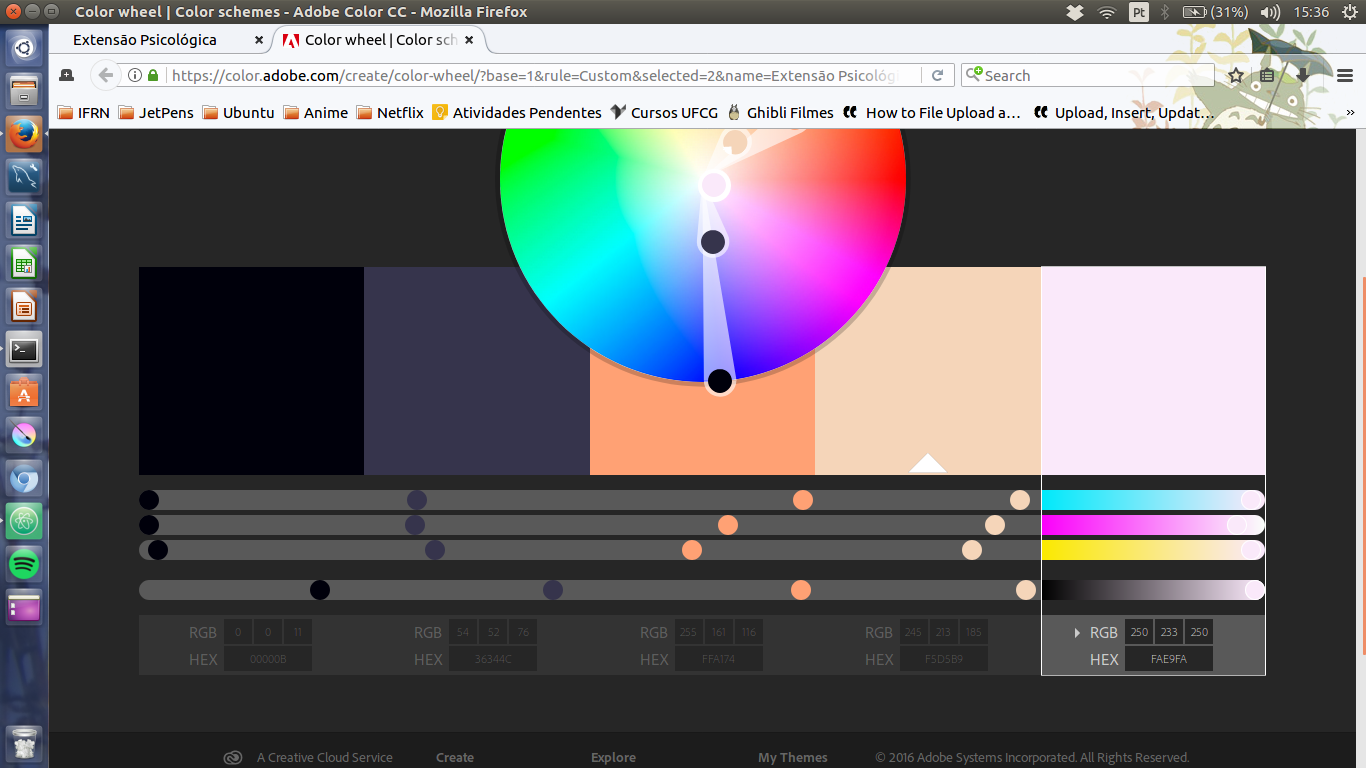 Color wheel | Color schemes - Adobe Color CC - Mozilla Firefox
Pt (31%) 15:36
Extensão Psicológica
Color wheel | Color sch
https://color.adobe.com/create/color-wheel/?base=1&rule=Custom&selected=2&name=Extensão Psicológi
Search
IFRN JetPens Ubuntu Anime Netflix Atividades Pendentes Cursos UFCG Ghibli Filmes How to File Upload a… Upload, Insert, Updat… »
RGB 0 0 11 RGB 54 52 76 RGB 255 161 116 RGB 245 213 185 RGB 250 233 250
HEX 00000B HEX 36344C HEX FFA174 HEX F5D5B9 HEX FAE9FA
A Creative Cloud Service Create Explore My Themes © 2016 Adobe Systems Incorporated. All Rights Reserved.